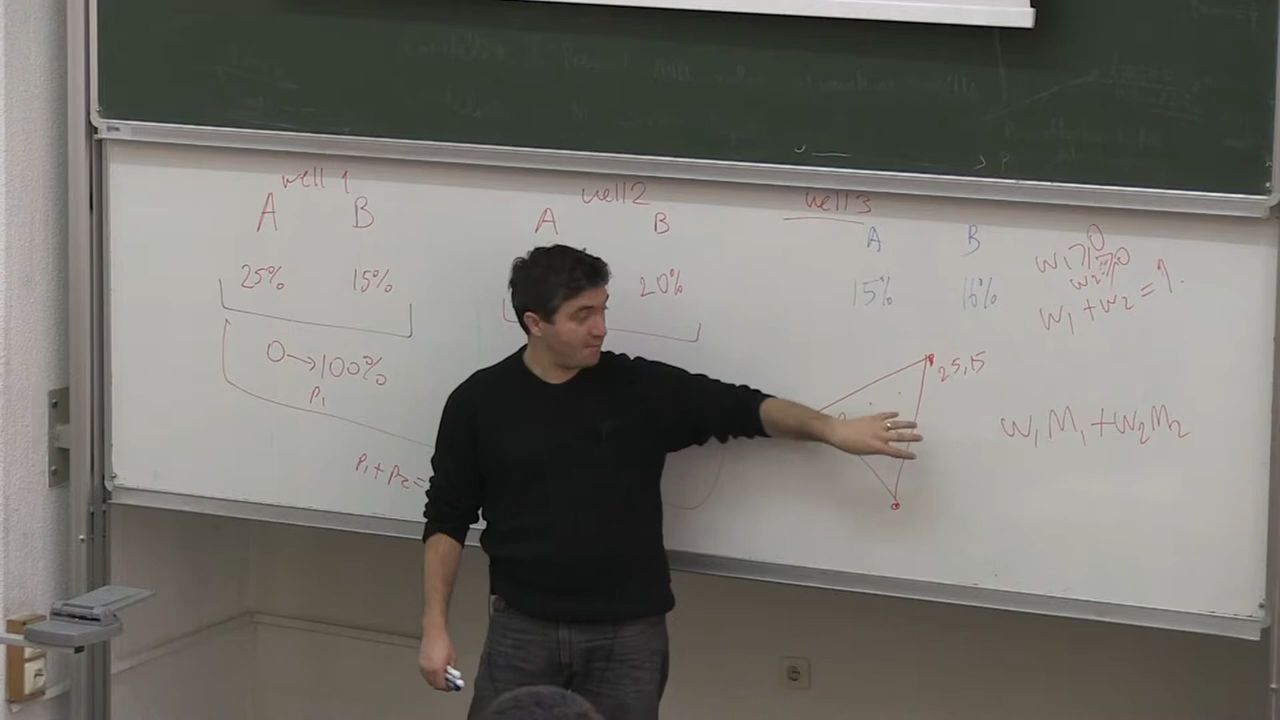 well 1
A B
25% 15%
0→100%
P1
P1+P2=
well2
A B
20%
well3
A B
15% 16%
W1≥0
W2≥0
W1+W2=1.
25,15
W1M1+W2M2